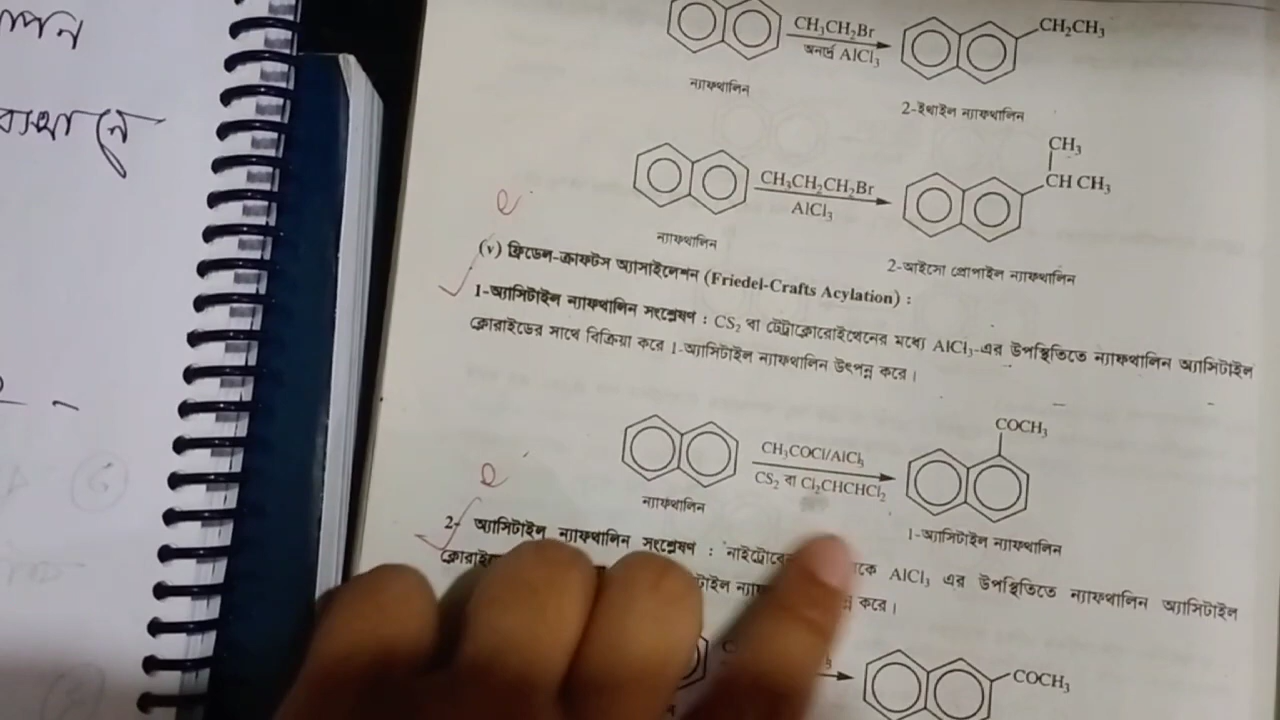 CH₃CH₂Br
অনার্দ্র AlCl₃
CH₂CH₃
ন্যাফথালিন
2-ইথাইল ন্যাফথালিন
CH₃CH₂CH₂Br
AlCl₃
CH₃
CH CH₃
ন্যাফথালিন
2-আইসো প্রোপাইল ন্যাফথালিন
(v) ফ্রিডেল-ক্রাফটস অ্যাসাইলেশন (Friedel-Crafts Acylation) :
1-অ্যাসিটাইল ন্যাফথালিন সংশ্লেষণ : CS₂ বা টেট্রাক্লোরোইথেনের মধ্যে AlCl₃-এর উপস্থিতিতে ন্যাফথালিন অ্যাসিটাইল
ক্লোরাইডের সাথে বিক্রিয়া করে 1-অ্যাসিটাইল ন্যাফথালিন উৎপন্ন করে।
CH₃COCl/AlCl₃
CS₂ বা Cl₂CHCHCl₂
COCH₃
ন্যাফথালিন
1-অ্যাসিটাইল ন্যাফথালিন
2- অ্যাসিটাইল ন্যাফথালিন সংশ্লেষণ : AlCl₃ এর উপস্থিতিতে ন্যাফথালিন অ্যাসিটাইল
করে।
COCH₃